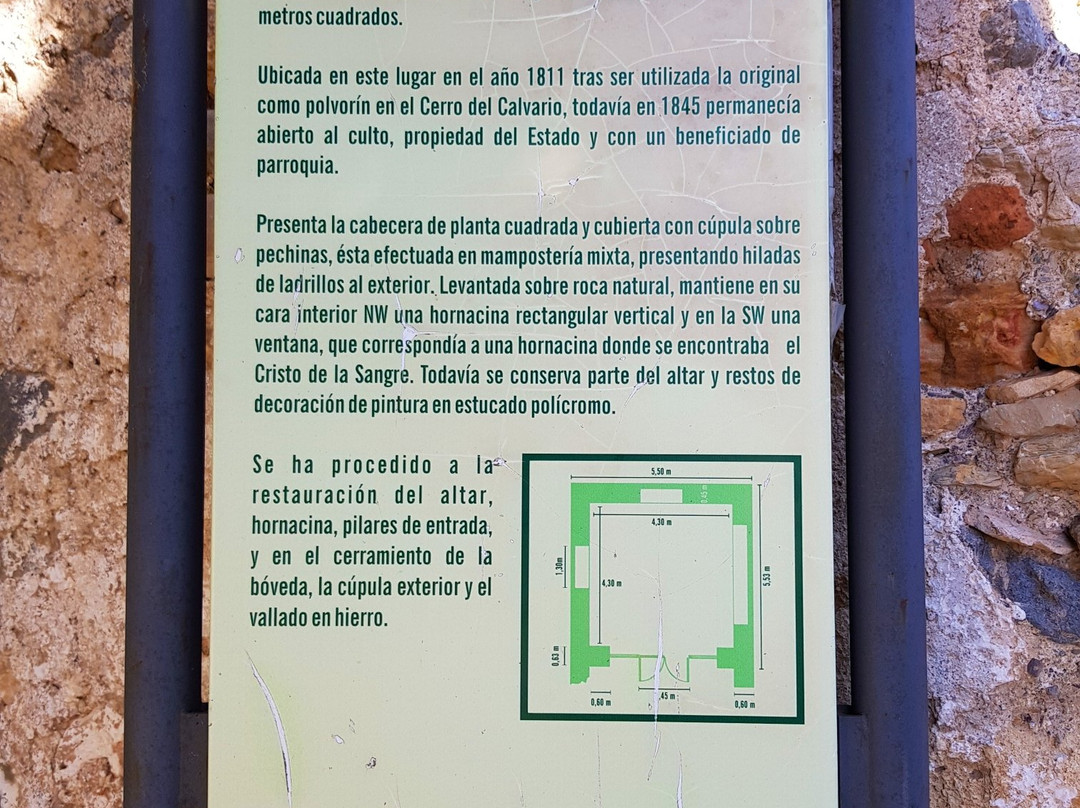 metros cuadrados.
Ubicada en este lugar en el año 1811 tras ser utilizada la original
como polvorín en el Cerro del Calvario, todavía en 1845 permanecía
abierto al culto, propiedad del Estado y con un beneficiado de
parroquia.
Presenta la cabecera de planta cuadrada y cubierta con cúpula sobre
pechinas, ésta efectuada en mampostería mixta, presentando hiladas
de ladrillos al exterior. Levantada sobre roca natural, mantiene en su
cara interior NW una hornacina rectangular vertical y en la SW una
ventana, que correspondía a una hornacina donde se encontraba el
Cristo de la Sangre. Todavía se conserva parte del altar y restos de
decoración de pintura en estucado polícromo.
Se ha procedido a la
restauración del altar,
hornacina, pilares de entrada,
y en el cerramiento de la
bóveda, la cúpula exterior y el
vallado en hierro.
5,50 m
0,45 m
4,30 m
1,30m
4,30 m
5,53 m
0,63 m
,45 m
0,60 m
0,60 m